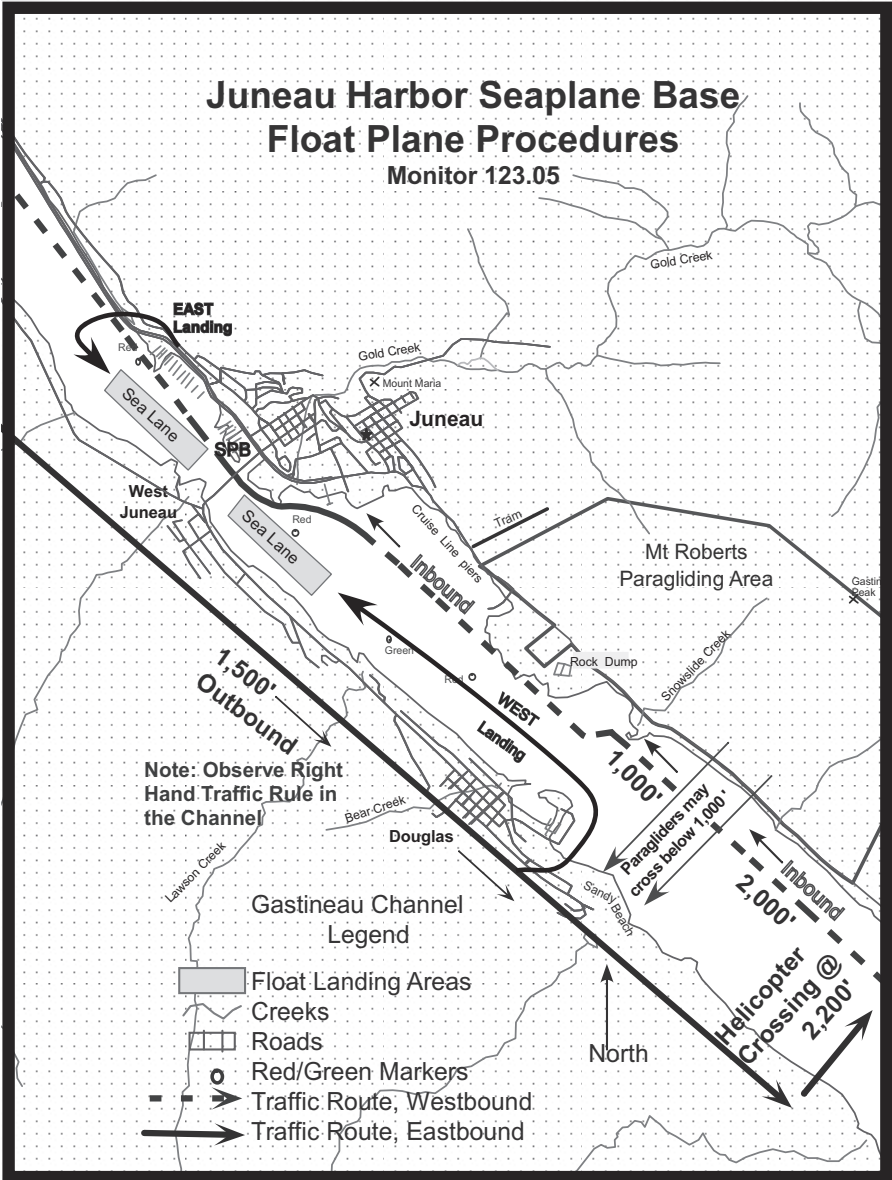 Juneau Harbor Seaplane Base
Float Plane Procedures
Monitor 123.05
Gold Creek
EAST
Landing
Red
Gold Creek
Mount Maria
Sea Lane
Juneau
SPB
West
Juneau
Sea Lane
Red
Cruise Line piers
Tram
Inbound
Mt Roberts
Paragliding Area
Gastin
Peak
Green
Red
Rock Dump
Snowslide Creek
1,500'
Outbound
WEST
Landing
1,000'
Note: Observe Right
Hand Traffic Rule in
the Channel
Bear Creek
Douglas
Paragliders may
cross below 1,000 '
Inbound
2,000'
Lawson Creek
Sandy Beach
Helicopter
Crossing @
2,200'
North
Gastineau Channel
Legend
Float Landing Areas
Creeks
Roads
Red/Green Markers
Traffic Route, Westbound
Traffic Route, Eastbound